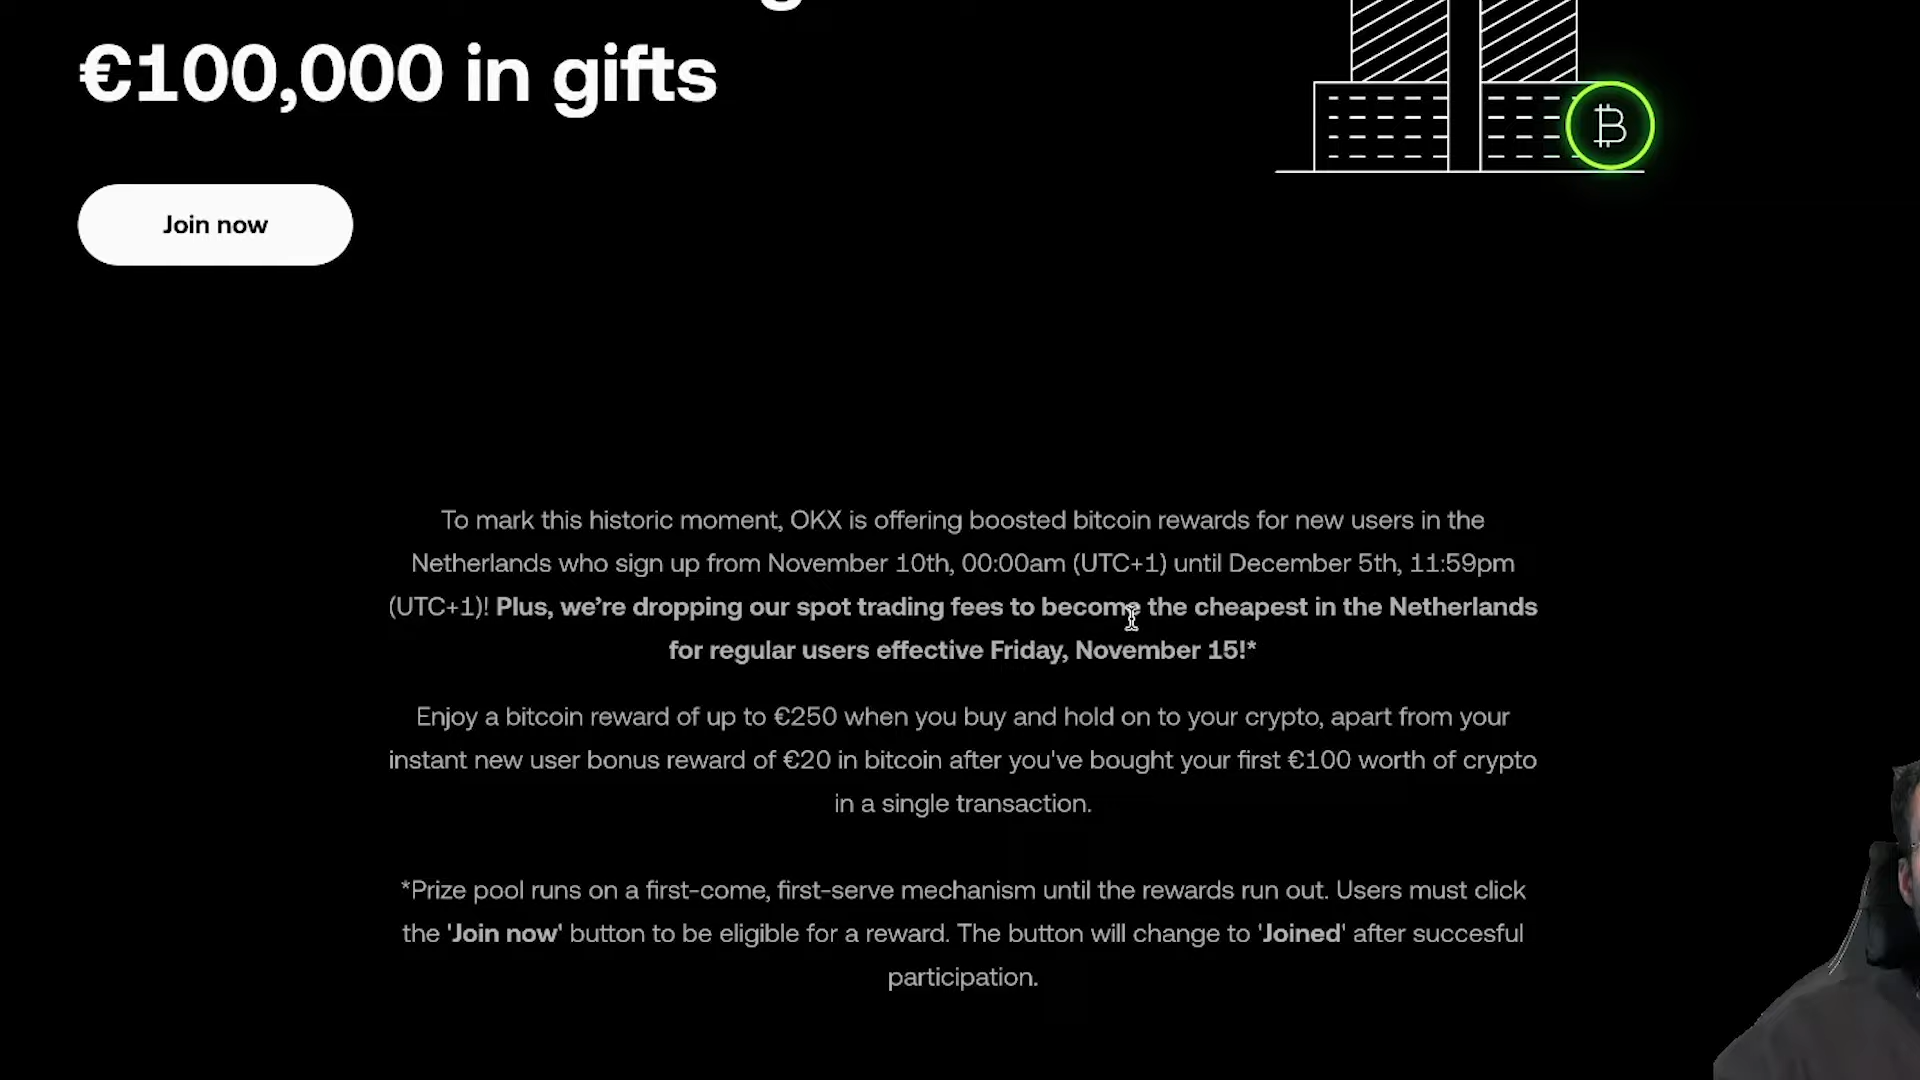 €100,000 in gifts
Join now
To mark this historic moment, OKX is offering boosted bitcoin rewards for new users in the
Netherlands who sign up from November 10th, 00:00am (UTC+1) until December 5th, 11:59pm
(UTC+1)! Plus, we’re dropping our spot trading fees to become the cheapest in the Netherlands
for regular users effective Friday, November 15!*
Enjoy a bitcoin reward of up to €250 when you buy and hold on to your crypto, apart from your
instant new user bonus reward of €20 in bitcoin after you've bought your first €100 worth of crypto
in a single transaction.
*Prize pool runs on a first-come, first-serve mechanism until the rewards run out. Users must click
the 'Join now' button to be eligible for a reward. The button will change to 'Joined' after succesful
participation.